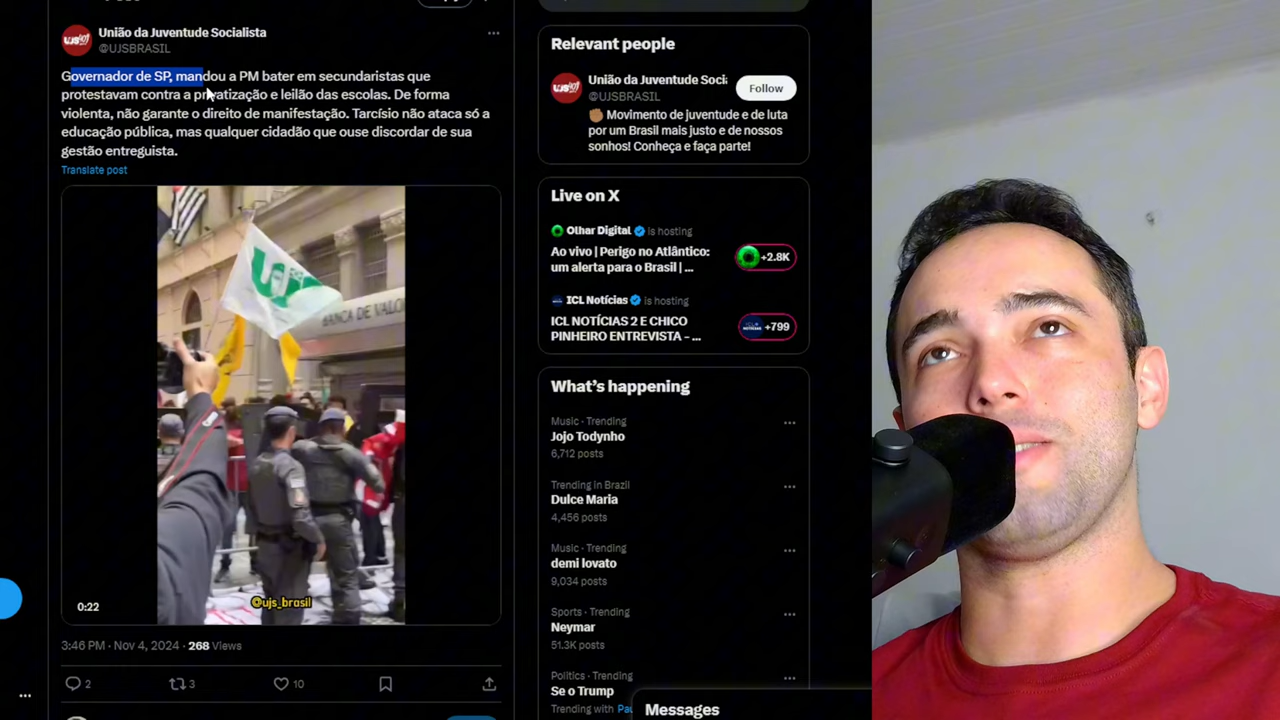 União da Juventude Socialista
@UJSBRASIL
Governador de SP, mandou a PM bater em secundaristas que
protestavam contra a privatização e leilão das escolas. De forma
violenta, não garante o direito de manifestação. Tarcísio não ataca só a
educação pública, mas qualquer cidadão que ouse discordar de sua
gestão entreguista.
Translate post
BANCA DE VALO
0:22
@ujs_brasil
3:46 PM · Nov 4, 2024 · 268 Views
2 3 10
Relevant people
União da Juventude Soci
@UJSBRASIL
Follow
Movimento de juventude e de luta
por um Brasil mais justo e de nossos
sonhos! Conheça e faça parte!
Live on X
Olhar Digital is hosting
Ao vivo | Perigo no Atlântico:
um alerta para o Brasil | ...
+2.8K
ICL Notícias is hosting
ICL NOTÍCIAS 2 E CHICO
PINHEIRO ENTREVISTA - ...
+799
What's happening
Music · Trending
Jojo Todynho
6,712 posts
Trending in Brazil
Dulce Maria
4,456 posts
Music · Trending
demi lovato
9,034 posts
Sports · Trending
Neymar
51.3K posts
Politics · Trending
Se o Trump
Trending with Pau
Messages